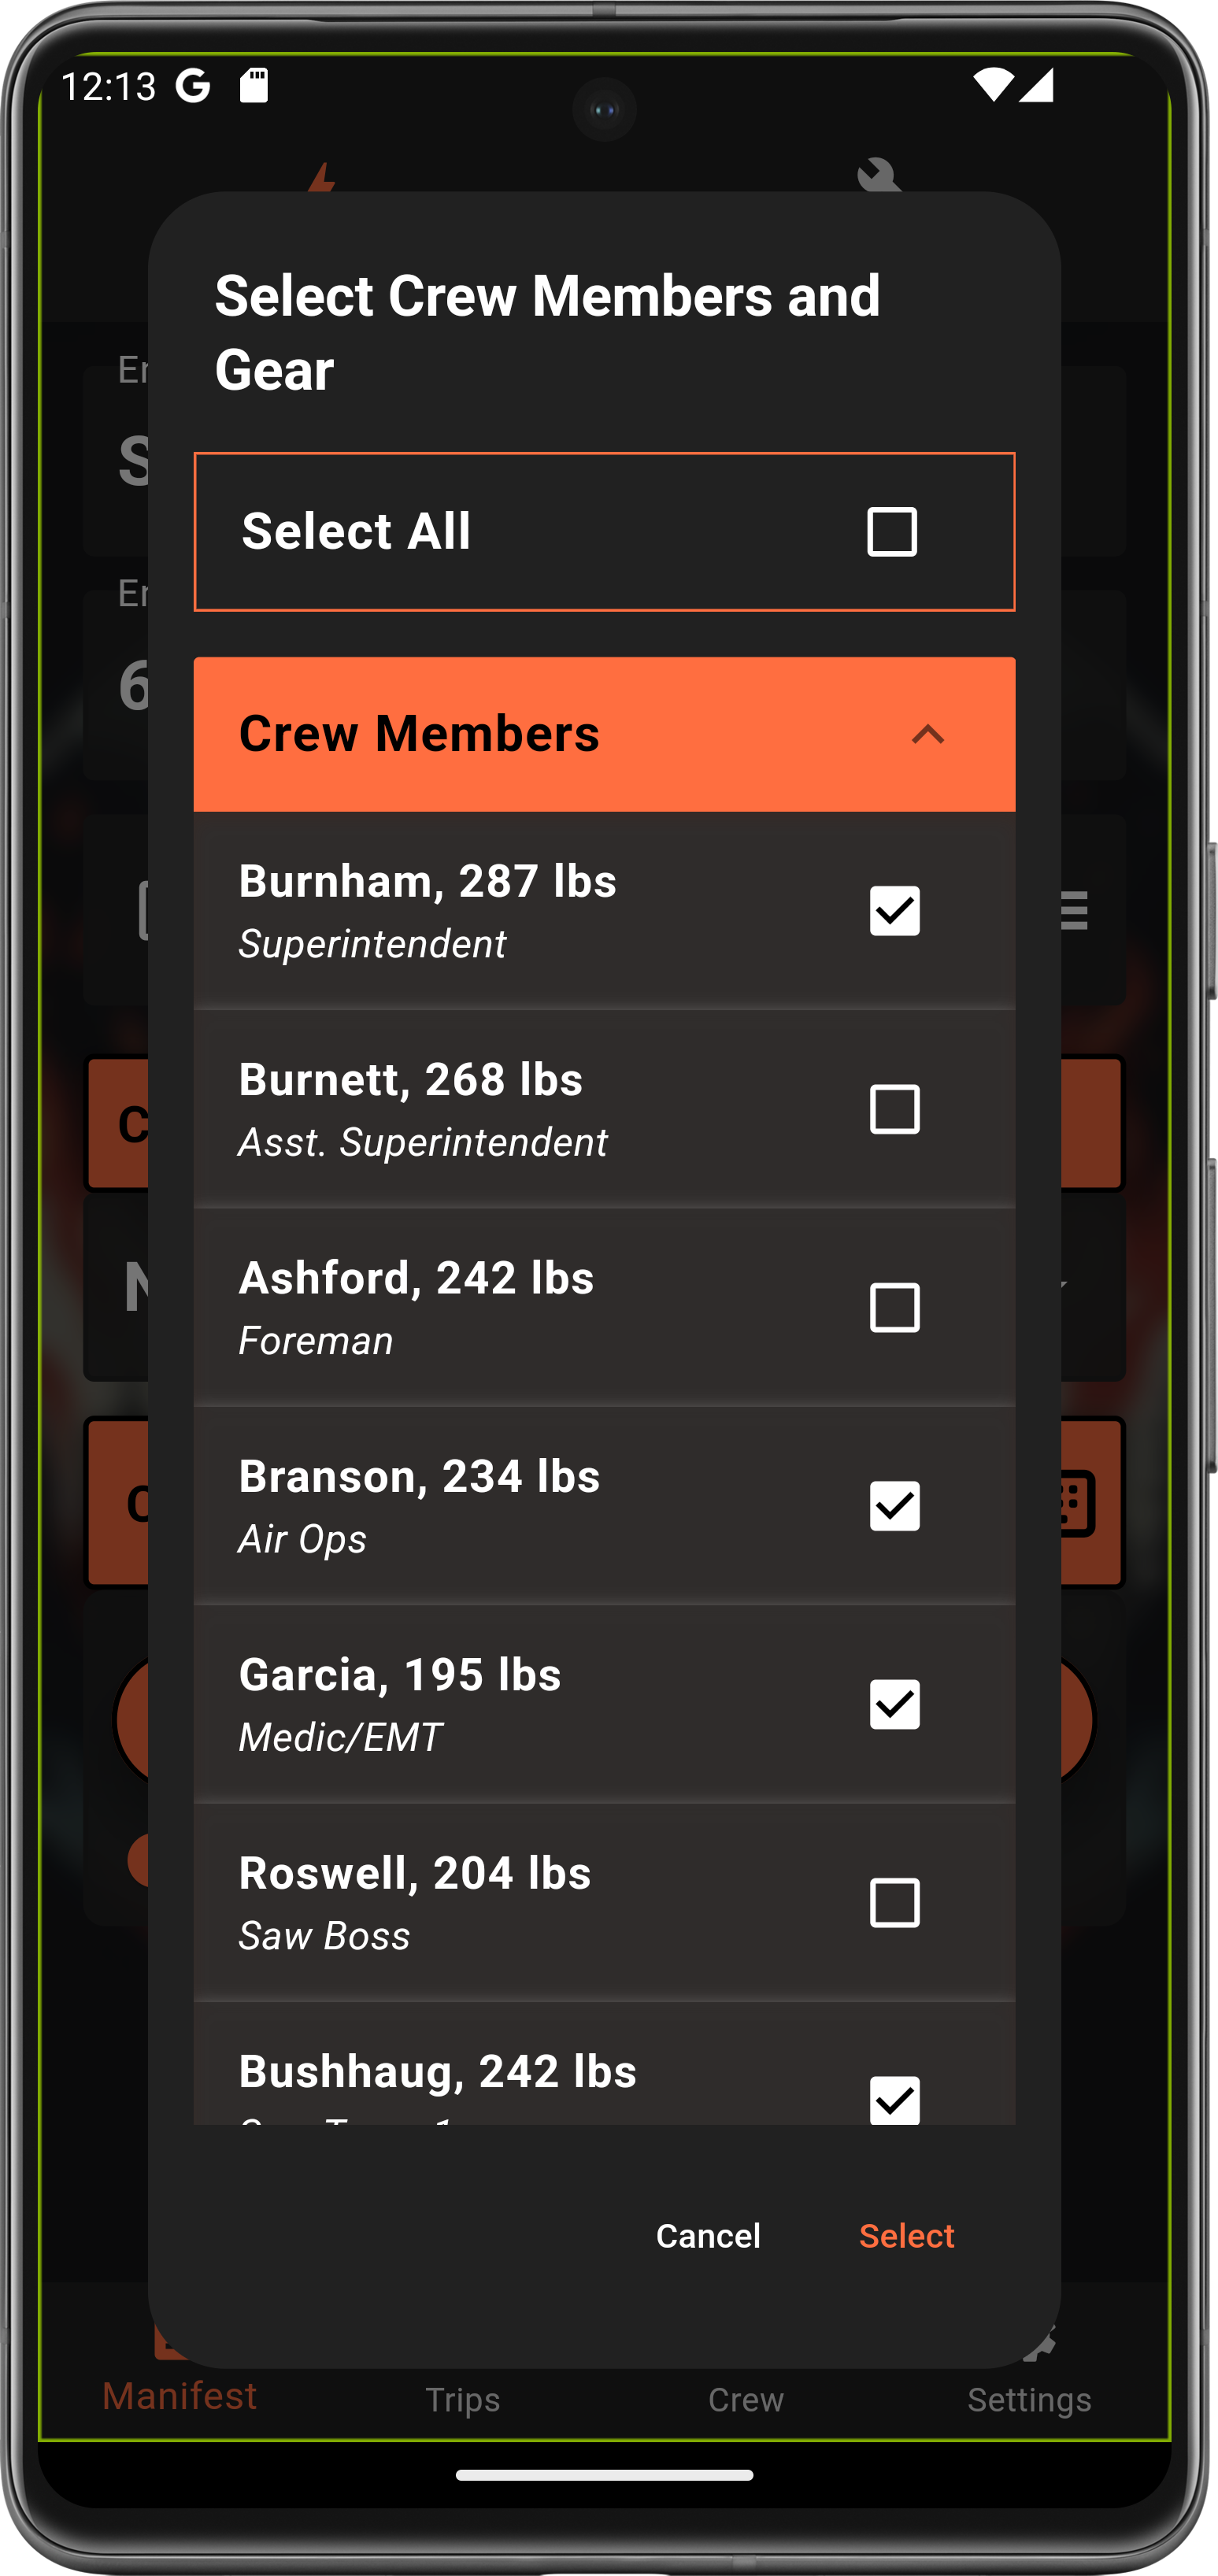 12:13
Select Crew Members and
Gear
Select All
Crew Members
Burnham, 287 lbs
Superintendent
Burnett, 268 lbs
Asst. Superintendent
Ashford, 242 lbs
Foreman
Branson, 234 lbs
Air Ops
Garcia, 195 lbs
Medic/EMT
Roswell, 204 lbs
Saw Boss
Bushhaug, 242 lbs
Cancel
Select
Manifest
Trips
Crew
Settings